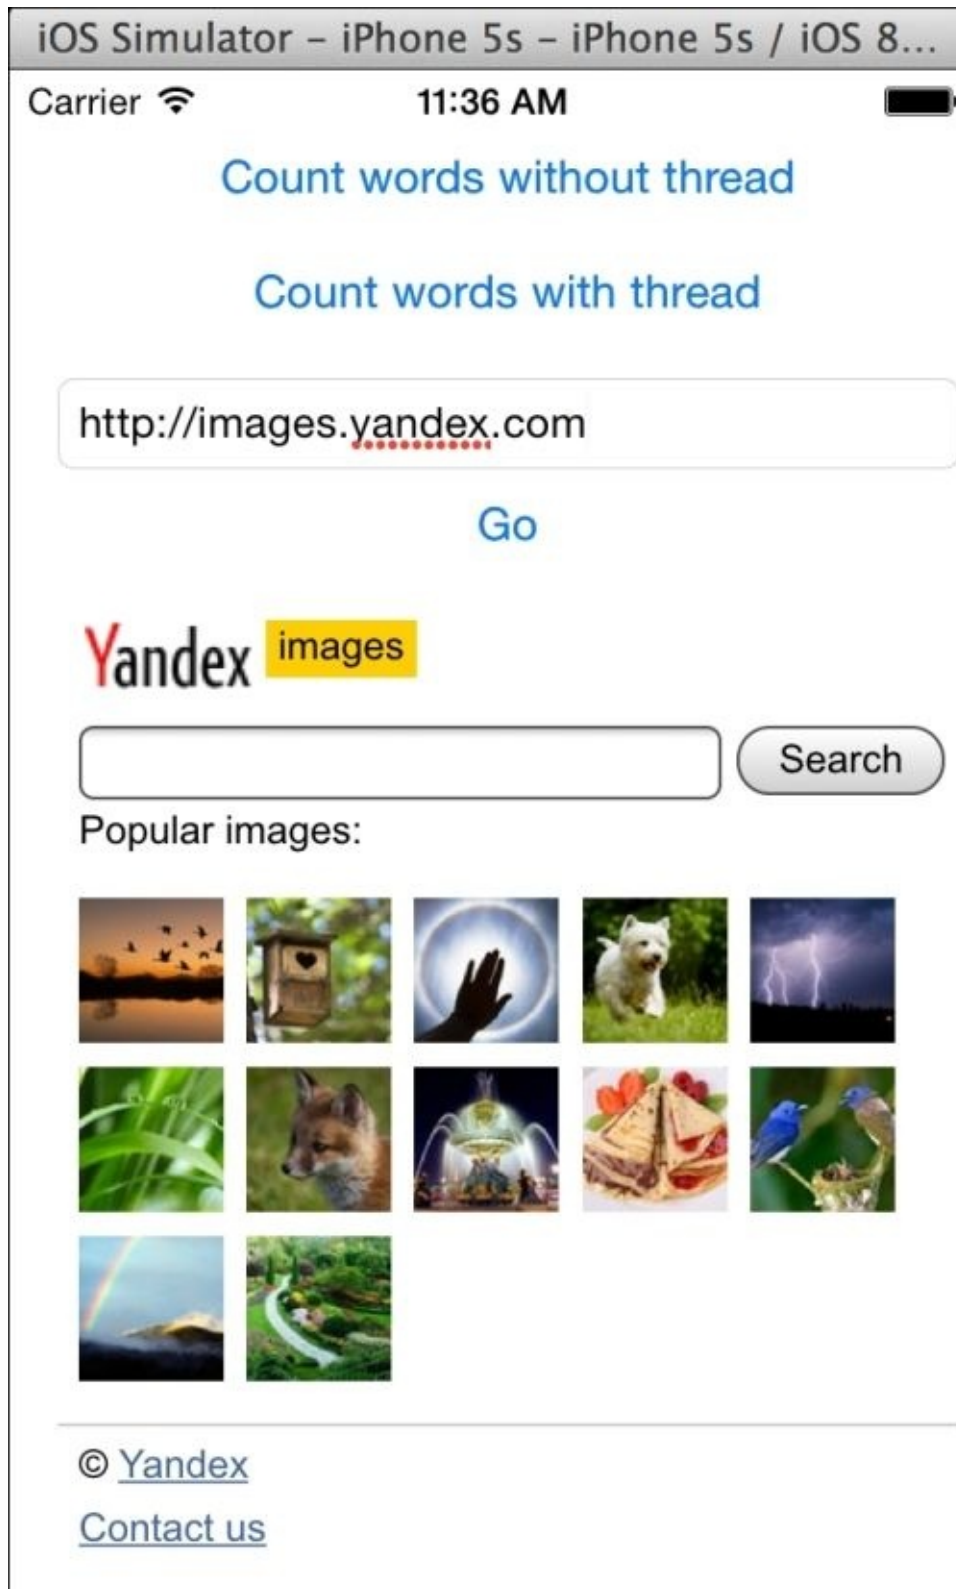 iOS Simulator – iPhone 5s – iPhone 5s / iOS 8...
Carrier 11:36 AM
Count words without thread
Count words with thread
http://images.yandex.com
Go
Yandex images
Search
Popular images:
© Yandex
Contact us